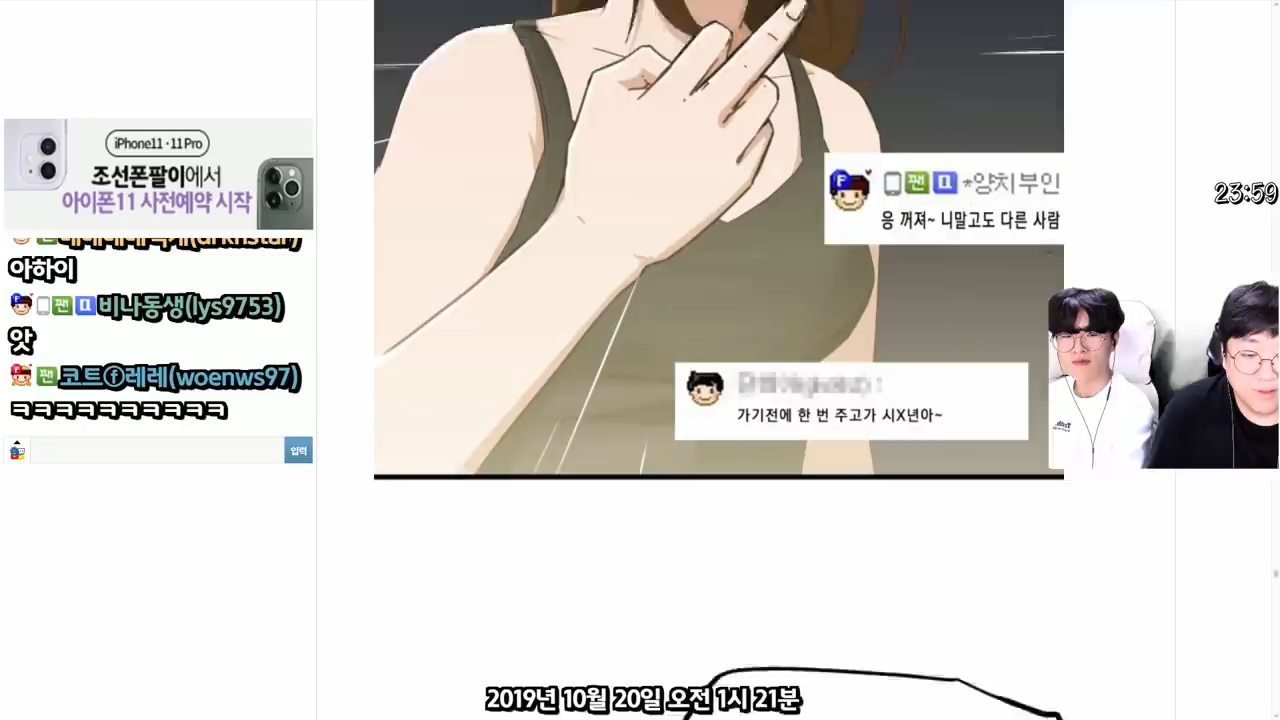 iPhone11·11 Pro
조선폰팔이에서
아이폰11 사전예약 시작
아하이
팬 비나동생(lys9753)
앗
팬 코트ⓕ레레(woenws97)
ㅋㅋㅋㅋㅋㅋㅋㅋㅋㅋ
입력
F 팬 *양치부인
응 꺼져~ 니말고도 다른 사람
가기전에 한 번 주고가 시X년아~
23:59
2019년 10월 20일 오전 1시 21분